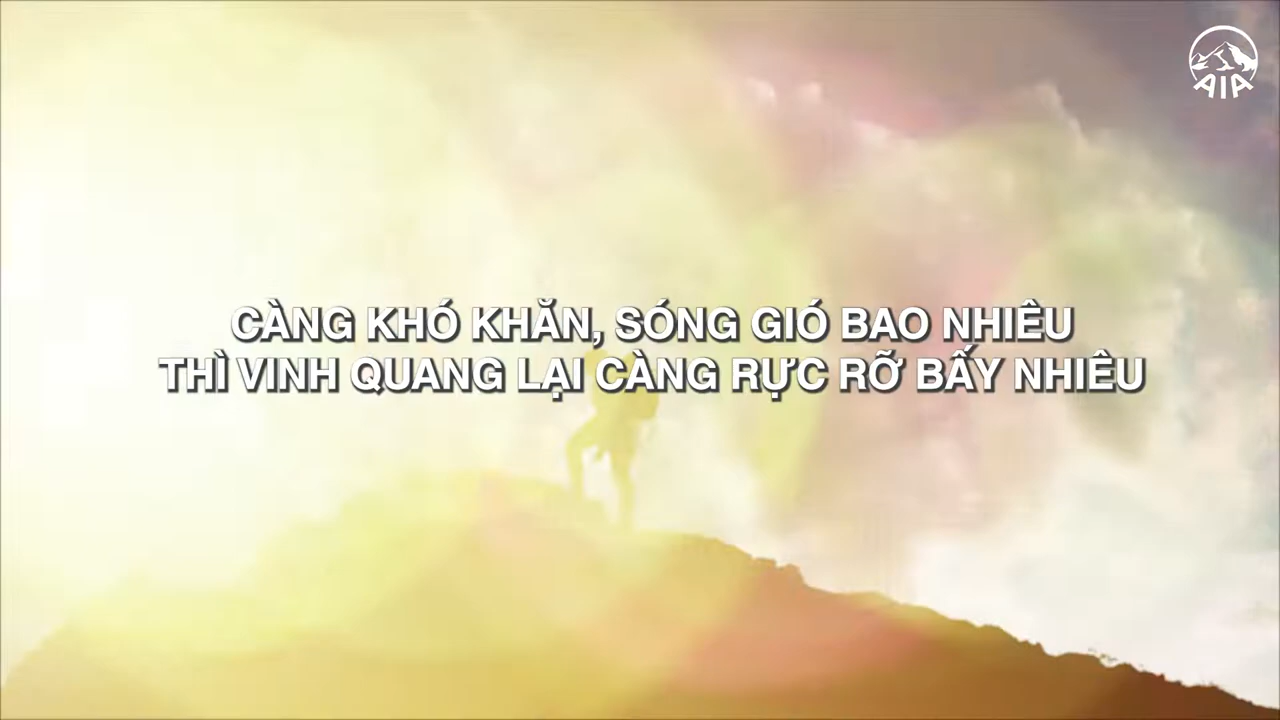 AIA
CÀNG KHÓ KHĂN, SÓNG GIÓ BAO NHIÊU
THÌ VINH QUANG LẠI CÀNG RỰC RỠ BẤY NHIÊU